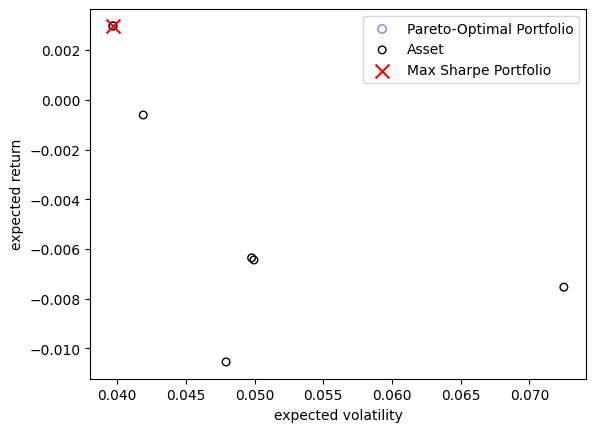 Pareto-Optimal Portfolio
Asset
Max Sharpe Portfolio
expected return
0.002
0.000
−0.002
−0.004
−0.006
−0.008
−0.010
0.040 0.045 0.050 0.055 0.060 0.065 0.070
expected volatility